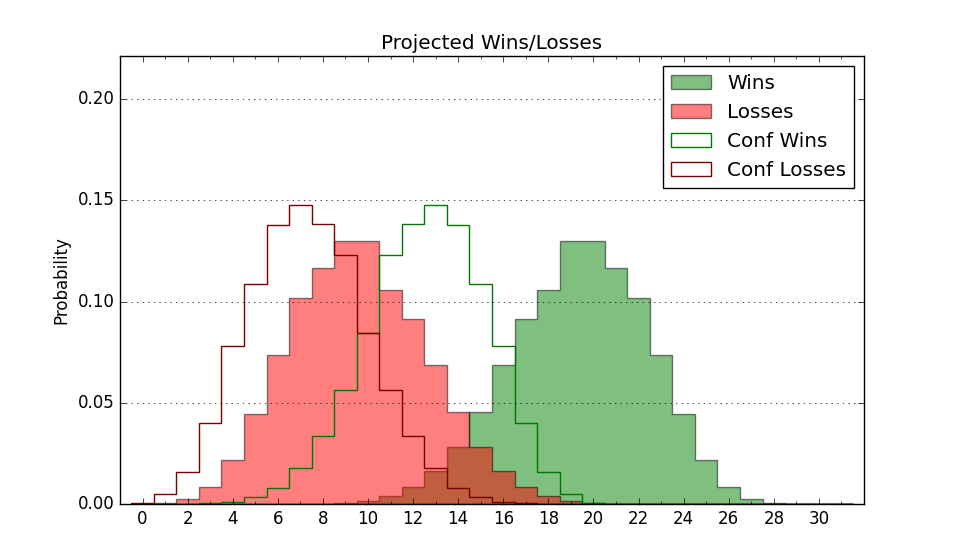 Projected Wins/Losses
Wins
Losses
Conf Wins
Conf Losses
Probability
0.20
0.15
0.10
0.05
0.00
0 2 4 6 8 10 12 14 16 18 20 22 24 26 28 30